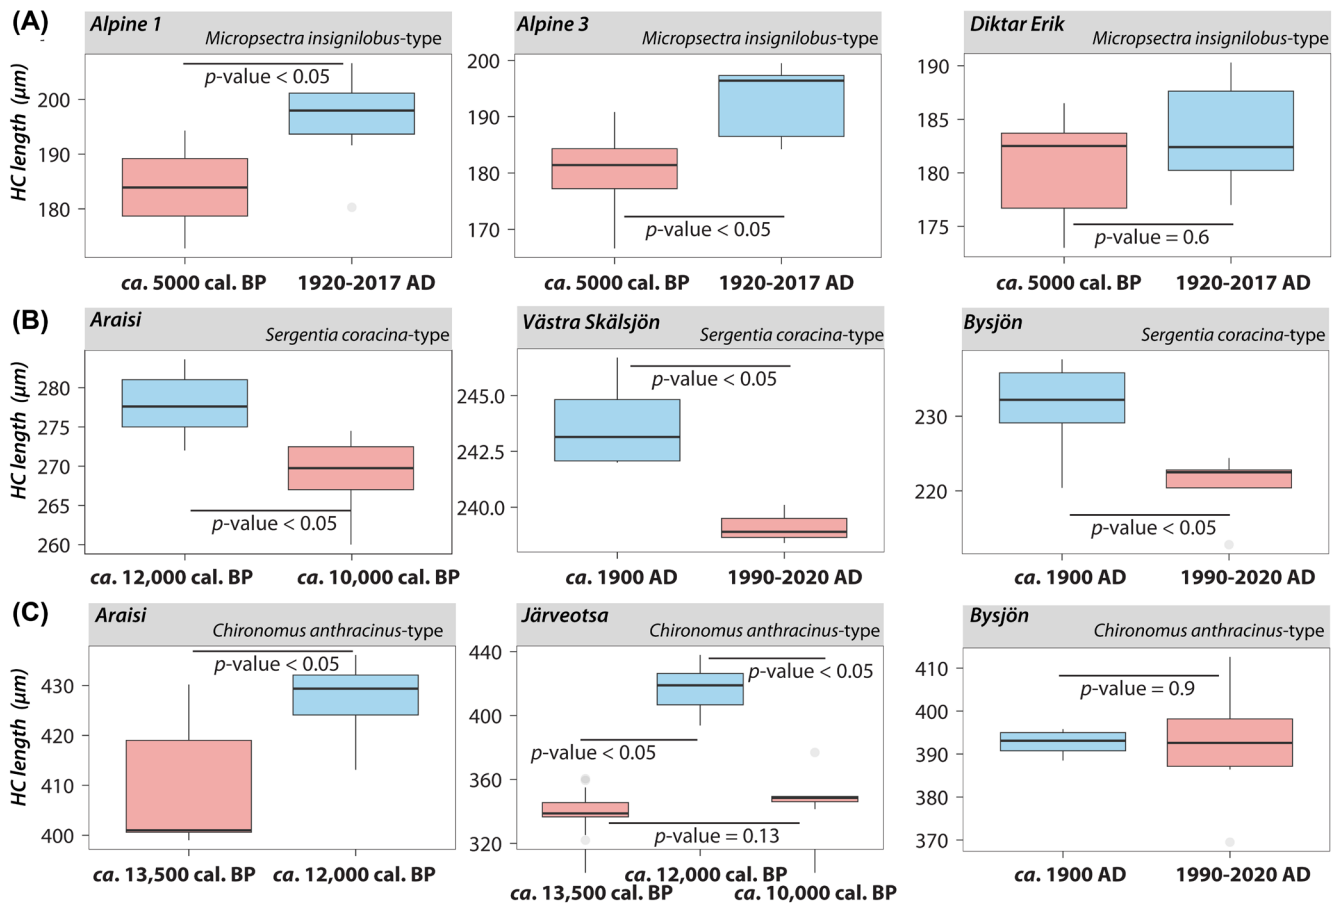 (A)
Alpine 1
Micropsectra insignilobus-type
HC length (µm)
200
190
180
p-value < 0.05
ca. 5000 cal. BP
1920-2017 AD
Alpine 3
Micropsectra insignilobus-type
200
190
180
170
p-value < 0.05
ca. 5000 cal. BP
1920-2017 AD
Diktar Erik
Micropsectra insignilobus-type
190
185
180
175
p-value = 0.6
ca. 5000 cal. BP
1920-2017 AD
(B)
Araisi
Sergentia coracina-type
HC length (µm)
280
275
270
265
260
p-value < 0.05
ca. 12,000 cal. BP
ca. 10,000 cal. BP
Västra Skälsjön
Sergentia coracina-type
245.0
242.5
240.0
p-value < 0.05
ca. 1900 AD
1990-2020 AD
Bysjön
Sergentia coracina-type
230
220
p-value < 0.05
ca. 1900 AD
1990-2020 AD
(C)
Araisi
Chironomus anthracinus-type
HC length (µm)
430
420
410
400
p-value < 0.05
ca. 13,500 cal. BP
ca. 12,000 cal. BP
Järveotsa
Chironomus anthracinus-type
440
400
360
320
p-value < 0.05
p-value < 0.05
p-value = 0.13
ca. 12,000 cal. BP
ca. 13,500 cal. BP
ca. 10,000 cal. BP
Bysjön
Chironomus anthracinus-type
410
400
390
380
370
p-value = 0.9
ca. 1900 AD
1990-2020 AD